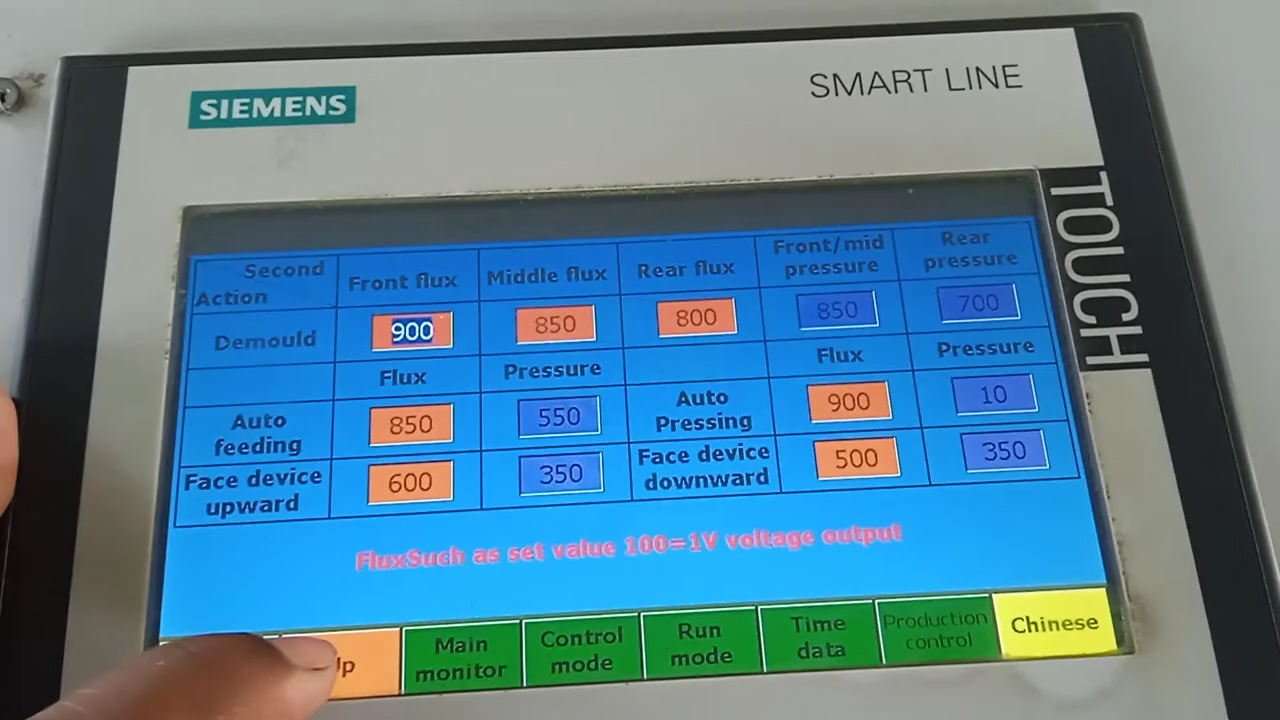 SIEMENS
SMART LINE
TOUCH
Second
Action
Front flux
Middle flux
Rear flux
Front/mid
pressure
Rear
pressure
Demould
900
850
800
850
700
Flux
Pressure
Flux
Pressure
Auto
feeding
850
550
Auto
Pressing
900
10
Face device
upward
600
350
Face device
downward
500
350
FluxSuch as set value 100=1V voltage output
Main
monitor
Control
mode
Run
mode
Time
data
Production
control
Chinese